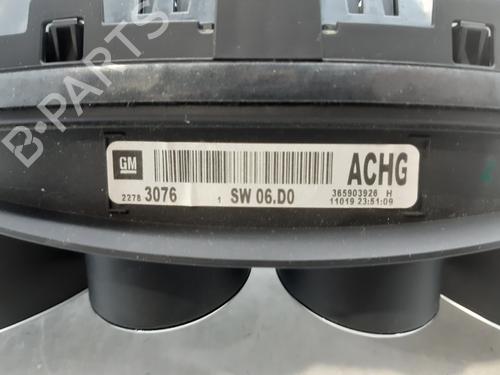 B-PARTS
GM
ACHG
2278 3076 1 SW 06.D0
365903926 H
11019 23:51:09